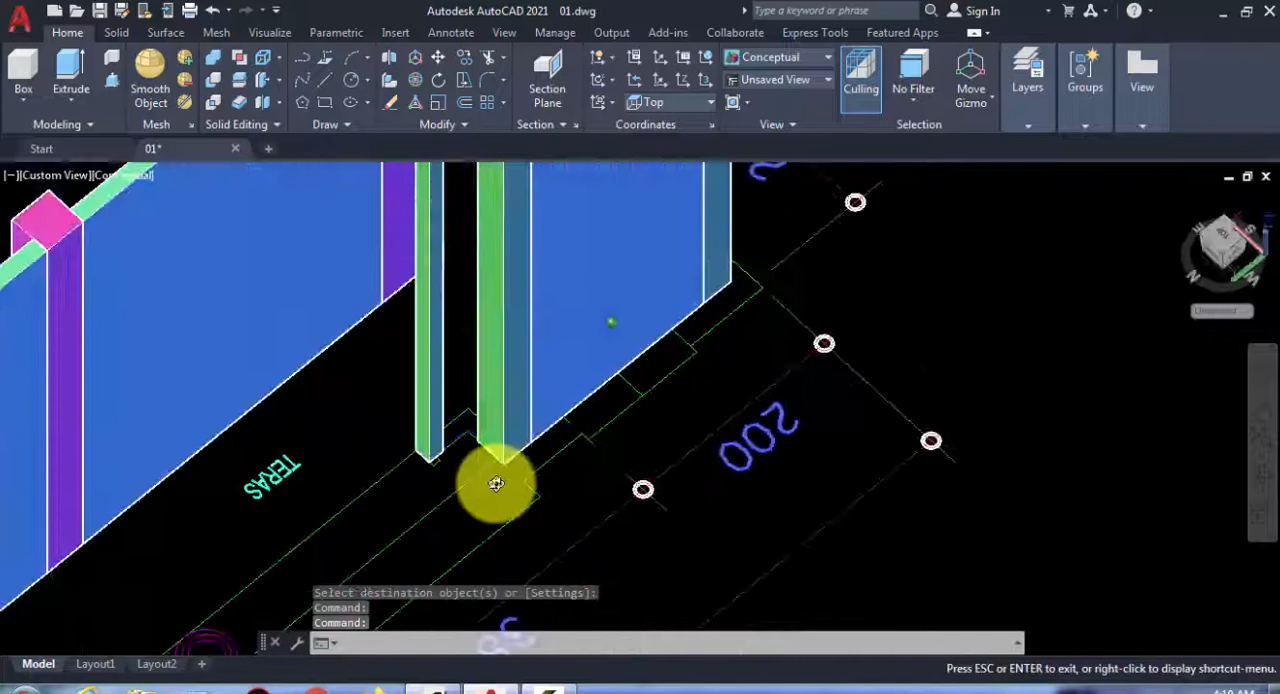 Autodesk AutoCAD 2021 01.dwg
Type a keyword or phrase
Sign In
Home Solid Surface Mesh Visualize Parametric Insert Annotate View Manage Output Add-ins Collaborate Express Tools Featured Apps
Conceptual
Unsaved View
Top
Box Extrude Smooth Object Section Plane Culling No Filter Move Gizmo Layers Groups View
Modeling Mesh Solid Editing Draw Modify Section Coordinates View Selection
Start 01*
[−][Custom View]
TERAS
200
TOP
E
S
N
W
Unnamed
Select destination object(s) or [Settings]:
Command:
Command:
Model Layout1 Layout2 +
Press ESC or ENTER to exit, or right-click to display shortcut-menu.